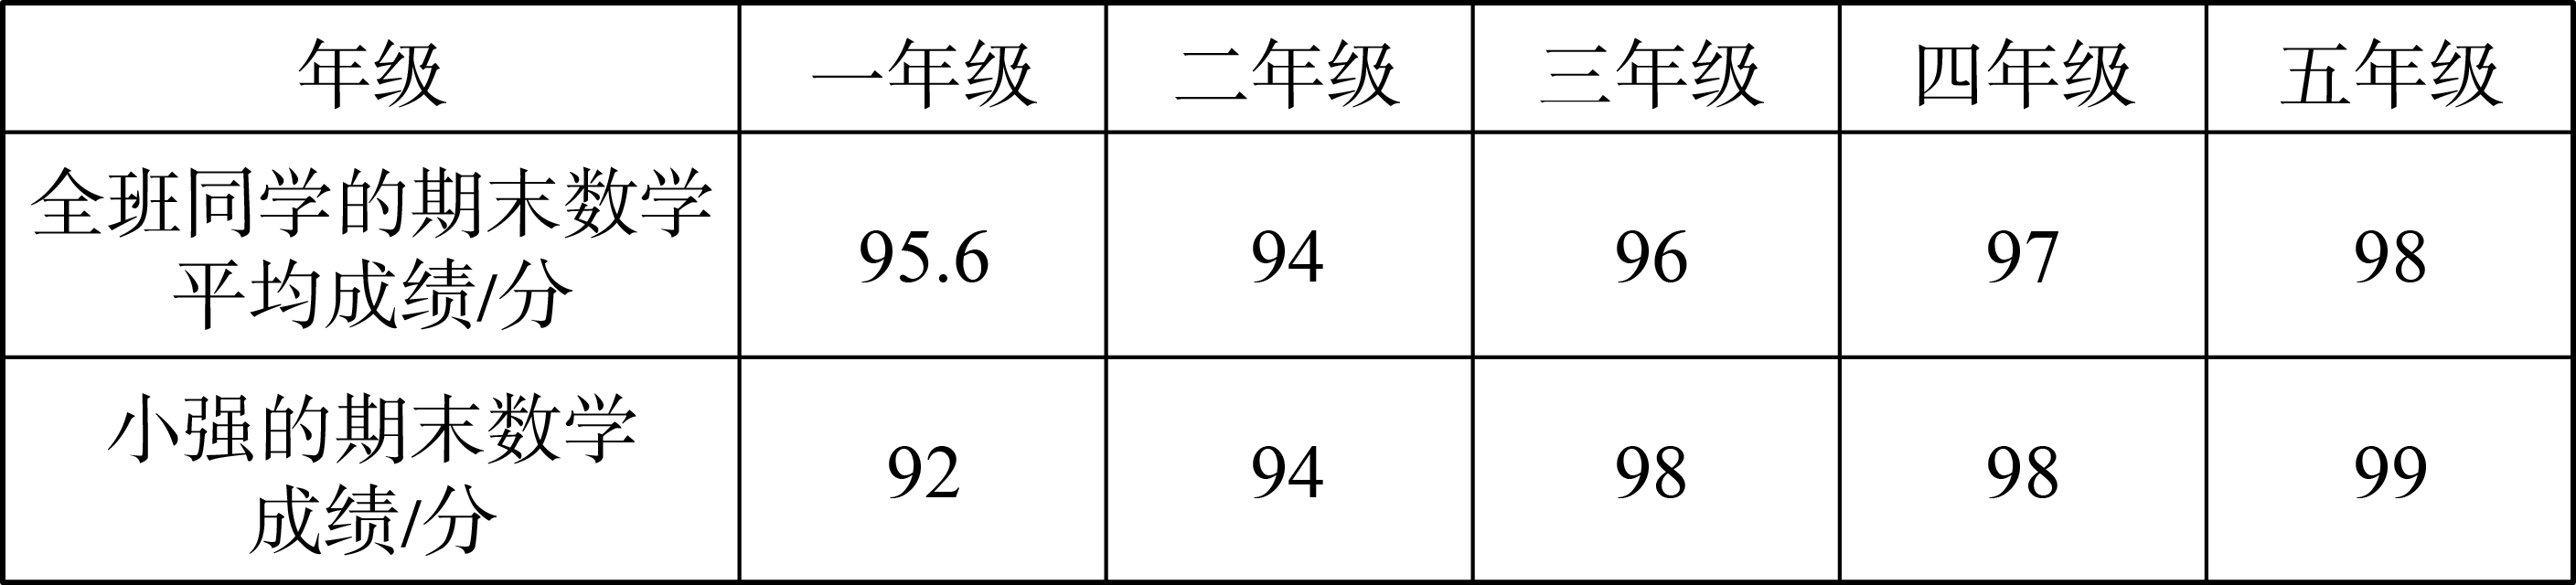 年级 一年级 二年级 三年级 四年级 五年级
全班同学的期末数学
平均成绩/分 95.6 94 96 97 98
小强的期末数学
成绩/分 92 94 98 98 99